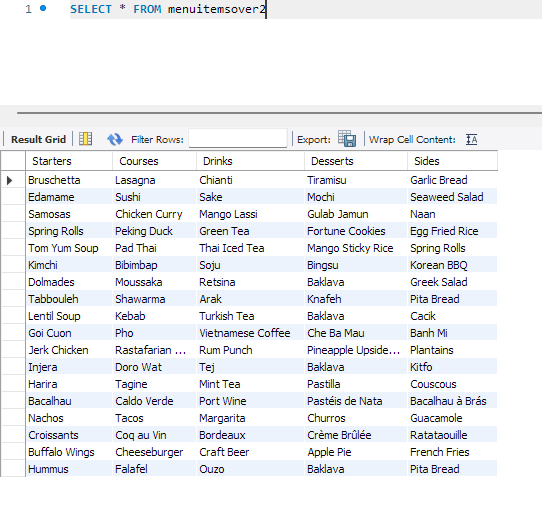 1 SELECT * FROM menuitemsover2
Result Grid Filter Rows: Export: Wrap Cell Content: IA
Starters Courses Drinks Desserts Sides
Bruschetta Lasagna Chianti Tiramisu Garlic Bread
Edamame Sushi Sake Mochi Seaweed Salad
Samosas Chicken Curry Mango Lassi Gulab Jamun Naan
Spring Rolls Peking Duck Green Tea Fortune Cookies Egg Fried Rice
Tom Yum Soup Pad Thai Thai Iced Tea Mango Sticky Rice Spring Rolls
Kimchi Bibimbap Soju Bingsu Korean BBQ
Dolmades Moussaka Retsina Baklava Greek Salad
Tabbouleh Shawarma Arak Knafeh Pita Bread
Lentil Soup Kebab Turkish Tea Baklava Cacik
Goi Cuon Pho Vietnamese Coffee Che Ba Mau Banh Mi
Jerk Chicken Rastafarian ... Rum Punch Pineapple Upside... Plantains
Injera Doro Wat Tej Baklava Kitfo
Harira Tagine Mint Tea Pastilla Couscous
Bacalhau Caldo Verde Port Wine Pastéis de Nata Bacalhau à Brás
Nachos Tacos Margarita Churros Guacamole
Croissants Coq au Vin Bordeaux Crème Brûlée Ratataouille
Buffalo Wings Cheeseburger Craft Beer Apple Pie French Fries
Hummus Falafel Ouzo Baklava Pita Bread